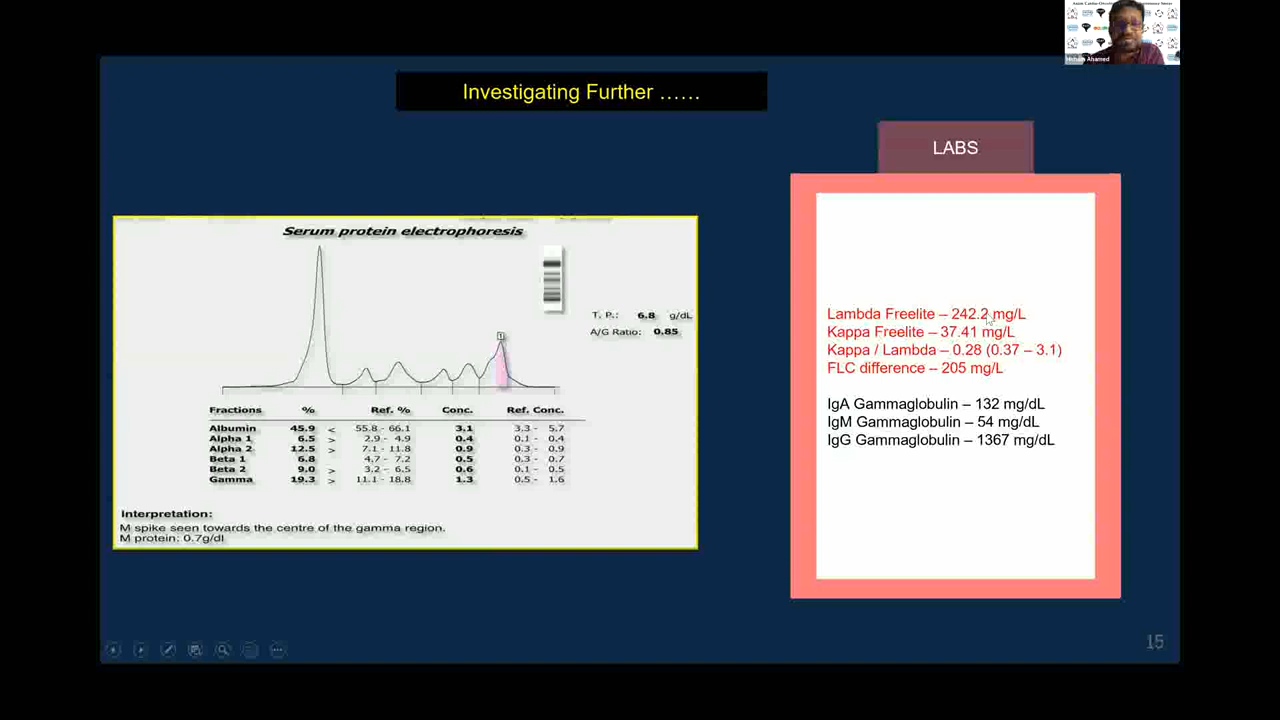 Hisham Ahamed
Investigating Further ......
LABS
Serum protein electrophoresis
1
T. P.: 6.8 g/dL
A/G Ratio: 0.85
Fractions % Ref. % Conc. Ref. Conc.
Albumin 45.9 < 55.8 - 66.1 3.1 3.3 - 5.7
Alpha 1 6.5 > 2.9 - 4.9 0.4 0.1 - 0.4
Alpha 2 12.5 > 7.1 - 11.8 0.9 0.3 - 0.9
Beta 1 6.8 4.7 - 7.2 0.5 0.3 - 0.7
Beta 2 9.0 > 3.2 - 6.5 0.6 0.1 - 0.5
Gamma 19.3 > 11.1 - 18.8 1.3 0.5 - 1.6
Interpretation:
M spike seen towards the centre of the gamma region.
M protein: 0.7g/dl
Lambda Freelite – 242.2 mg/L
Kappa Freelite – 37.41 mg/L
Kappa / Lambda – 0.28 (0.37 – 3.1)
FLC difference – 205 mg/L
IgA Gammaglobulin – 132 mg/dL
IgM Gammaglobulin – 54 mg/dL
IgG Gammaglobulin – 1367 mg/dL
15